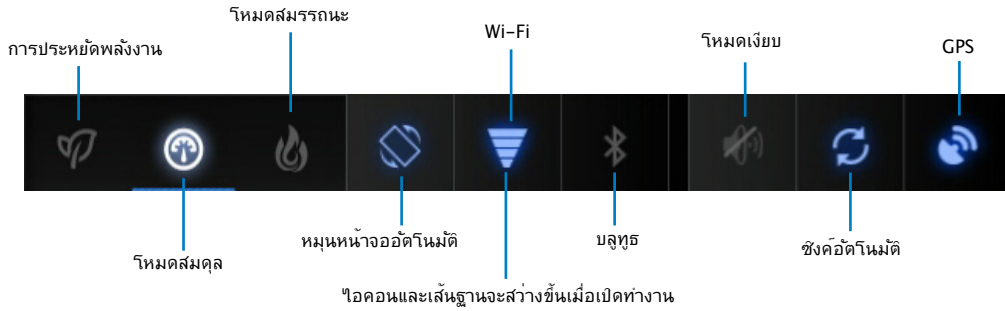 โหมดสมรรถนะ
Wi-Fi
โหมดเงียบ
GPS
การประหยัดพลังงาน
หมุนหน้าจออัตโนมัติ
บลูทูธ
ซิงค์อัตโนมัติ
โหมดสมดุล
ไอคอนและเส้นฐานจะสว่างขึ้นเมื่อเปิดทำงาน